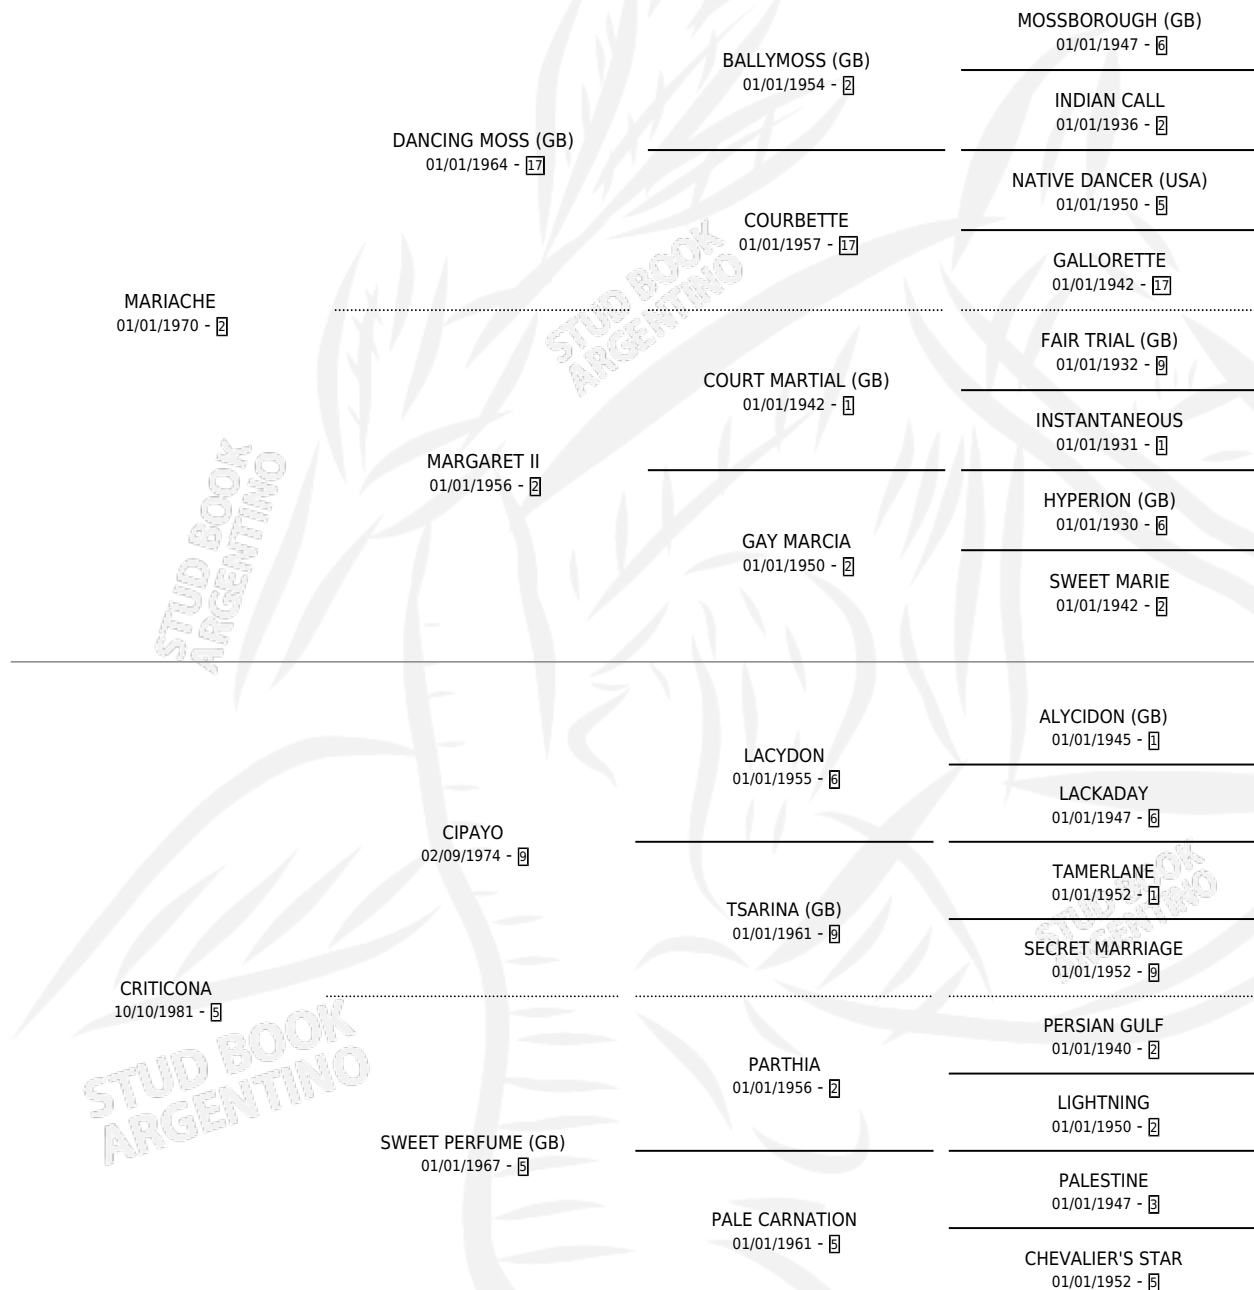 MOSSBOROUGH (GB)
01/01/1947 - 6
BALLYMOSS (GB)
01/01/1954 - 2
INDIAN CALL
01/01/1936 - 2
DANCING MOSS (GB)
01/01/1964 - 17
NATIVE DANCER (USA)
01/01/1950 - 5
COURBETTE
01/01/1957 - 17
GALLORETTE
01/01/1942 - 17
MARIACHE
01/01/1970 - 2
FAIR TRIAL (GB)
01/01/1932 - 9
COURT MARTIAL (GB)
01/01/1942 - 1
INSTANTANEOUS
01/01/1931 - 1
MARGARET II
01/01/1956 - 2
HYPERION (GB)
01/01/1930 - 6
GAY MARCIA
01/01/1950 - 2
SWEET MARIE
01/01/1942 - 2
STUD BOOK
ARGENTINO
STUD BOOK
ARGENTINO
ALYCIDON (GB)
01/01/1945 - 1
LACYDON
01/01/1955 - 6
LACKADAY
01/01/1947 - 6
CIPAYO
02/09/1974 - 9
TAMERLANE
01/01/1952 - 1
TSARINA (GB)
01/01/1961 - 9
SECRET MARRIAGE
01/01/1952 - 9
STUD BOOK
ARGENTINO
CRITICONA
10/10/1981 - 5
PERSIAN GULF
01/01/1940 - 2
PARTHIA
01/01/1956 - 2
LIGHTNING
01/01/1950 - 2
SWEET PERFUME (GB)
01/01/1967 - 5
PALESTINE
01/01/1947 - 3
PALE CARNATION
01/01/1961 - 5
CHEVALIER'S STAR
01/01/1952 - 5
STUD BOOK
ARGENTINO